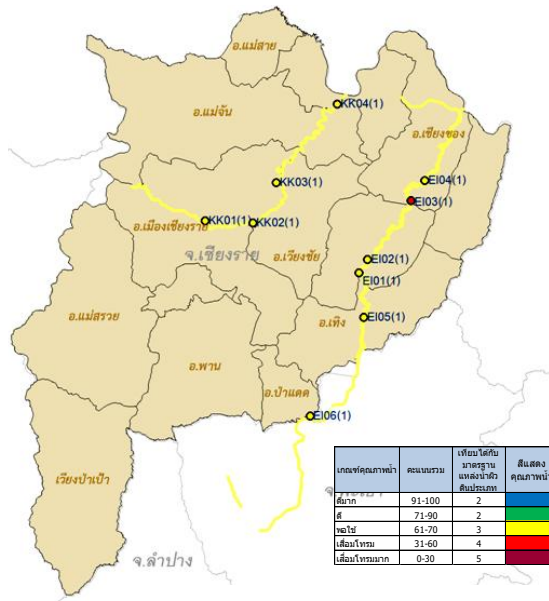 อ.แม่สาย
KK04(1)
อ.แม่จัน
อ.เชียงของ
KK03(1)
EI04(1)
EI03(1)
KK01(1)
KK02(1)
อ.เมืองเชียงราย
อ.เวียงชัย
จ.เชียงราย
EI02(1)
EI01(1)
อ.แม่สรวย
EI05(1)
อ.เทิง
อ.พาน
อ.ป่าแดด
EI06(1)
เวียงป่าเป้า
จ.ลำปาง
เกณฑ์คุณภาพน้ำ คะแนนรวม เทียบได้กับมาตรฐานแหล่งน้ำผิวดินประเภท สีแสดงคุณภาพน้ำ
ดีมาก 91-100 2
ดี 71-90 2
พอใช้ 61-70 3
เสื่อมโทรม 31-60 4
เสื่อมโทรมมาก 0-30 5